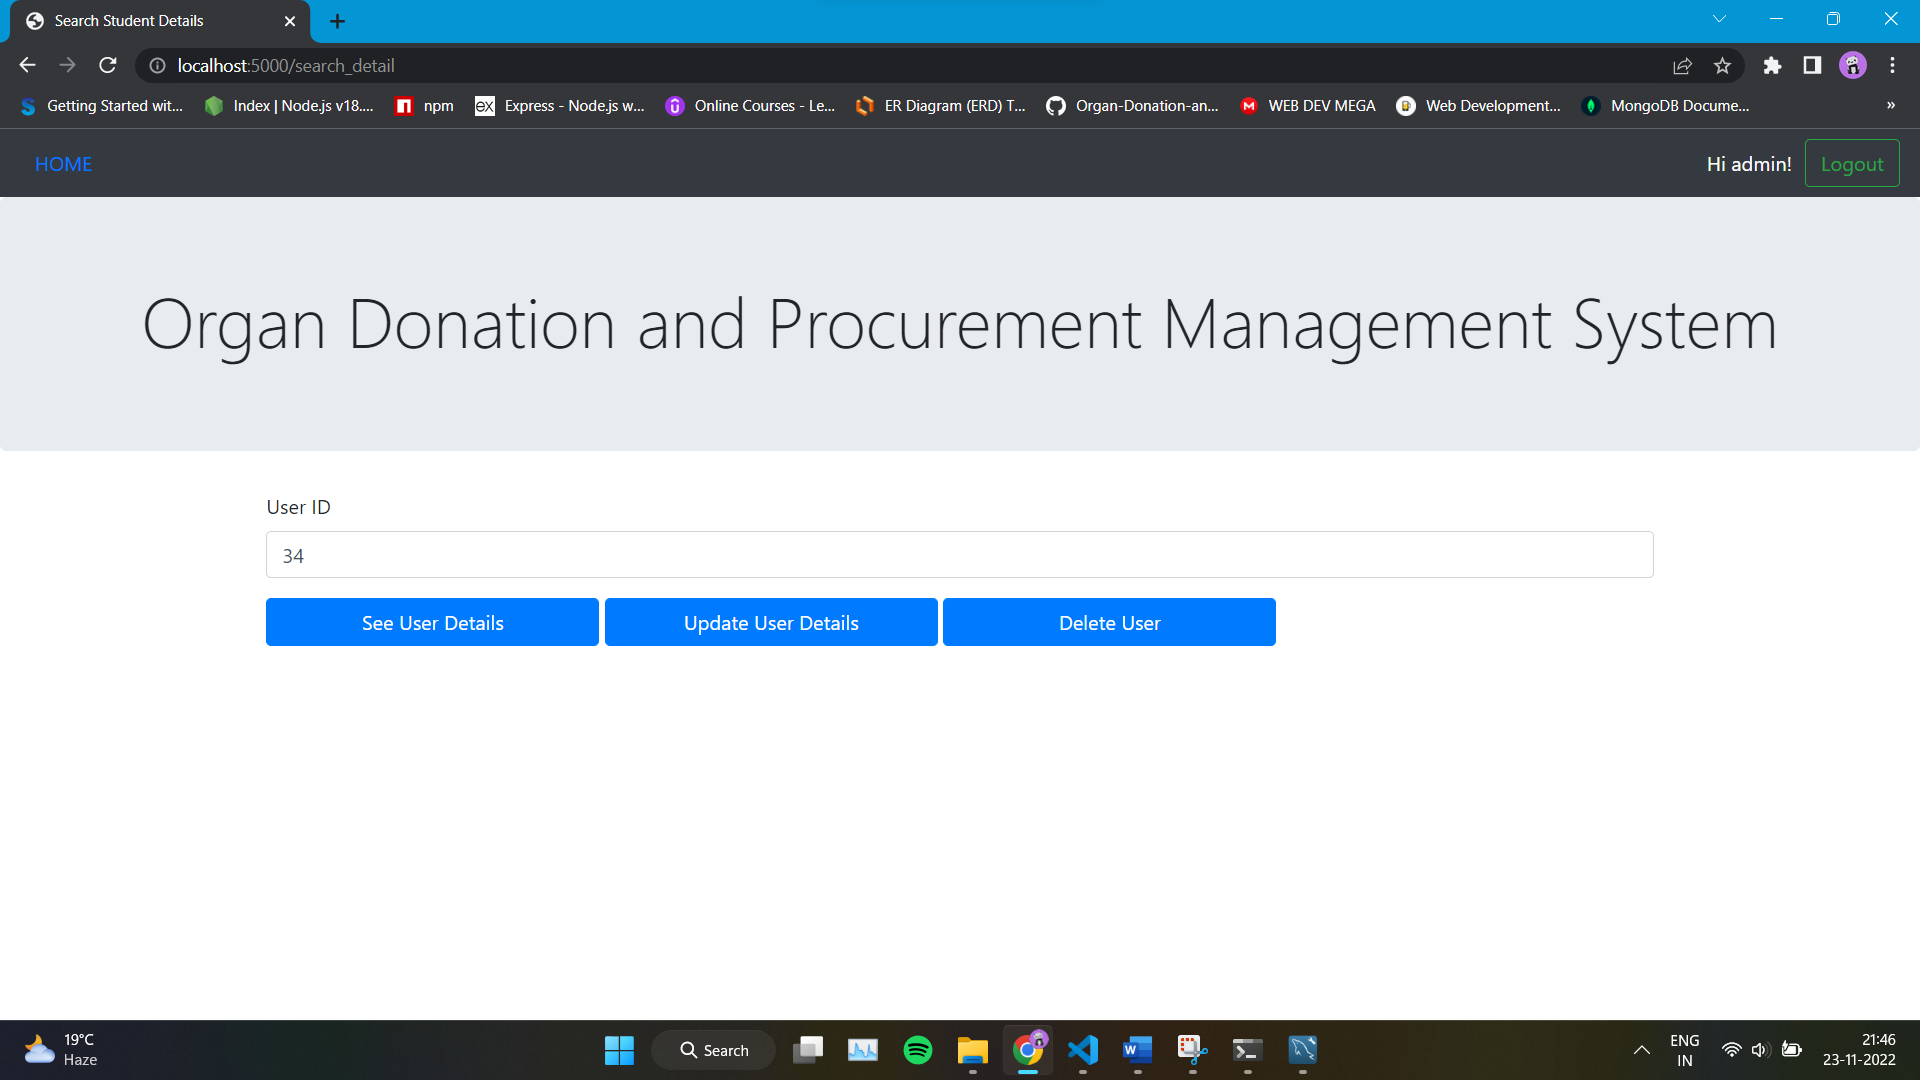 Search Student Details
localhost:5000/search_detail
Getting Started wit...
Index | Node.js v18....
npm
ex
Express - Node.js w...
Online Courses - Le...
ER Diagram (ERD) T...
Organ-Donation-an...
WEB DEV MEGA
Web Development...
MongoDB Docume...
»
HOME
Hi admin!
Logout
Organ Donation and Procurement Management System
User ID
34
See User Details
Update User Details
Delete User
19°C
Haze
Search
ENG
IN
21:46
23-11-2022